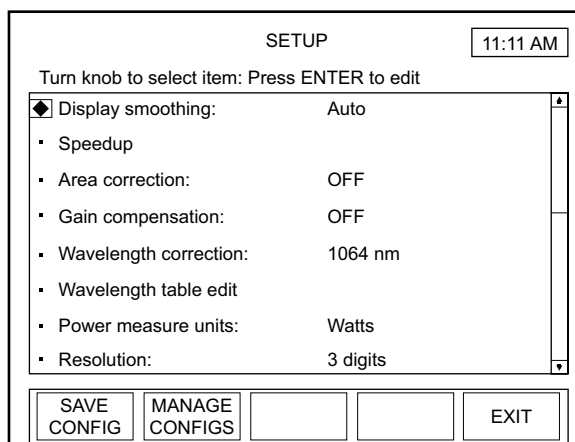 SETUP
11:11 AM
Turn knob to select item: Press ENTER to edit
Display smoothing: Auto
Speedup
Area correction: OFF
Gain compensation: OFF
Wavelength correction: 1064 nm
Wavelength table edit
Power measure units: Watts
Resolution: 3 digits
SAVE
CONFIG
MANAGE
CONFIGS
EXIT